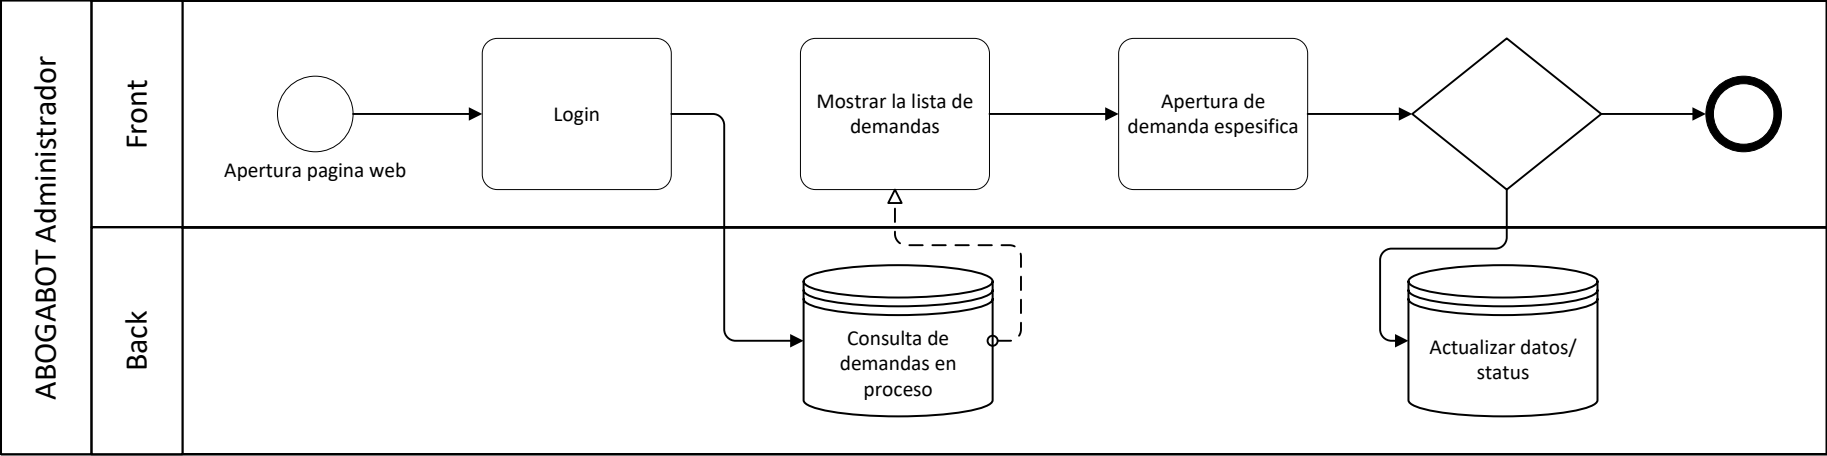 ABOGABOT Administrador
Front
Apertura pagina web
Login
Mostrar la lista de
demandas
Apertura de
demanda espesifica
Back
Consulta de
demandas en
proceso
Actualizar datos/
status